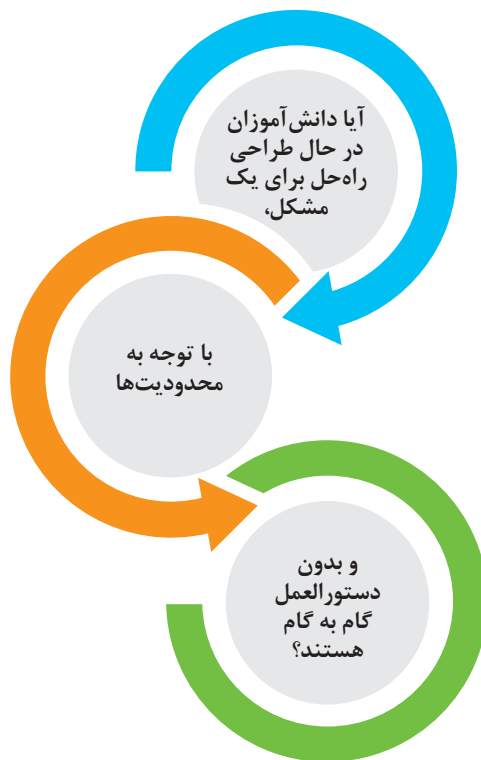 آیا دانش‌آموزان
در حال طراحی
راه‌حل برای یک
مشکل،
با توجه به
محدودیت‌ها
و بدون
دستورالعمل
گام به گام
هستند؟